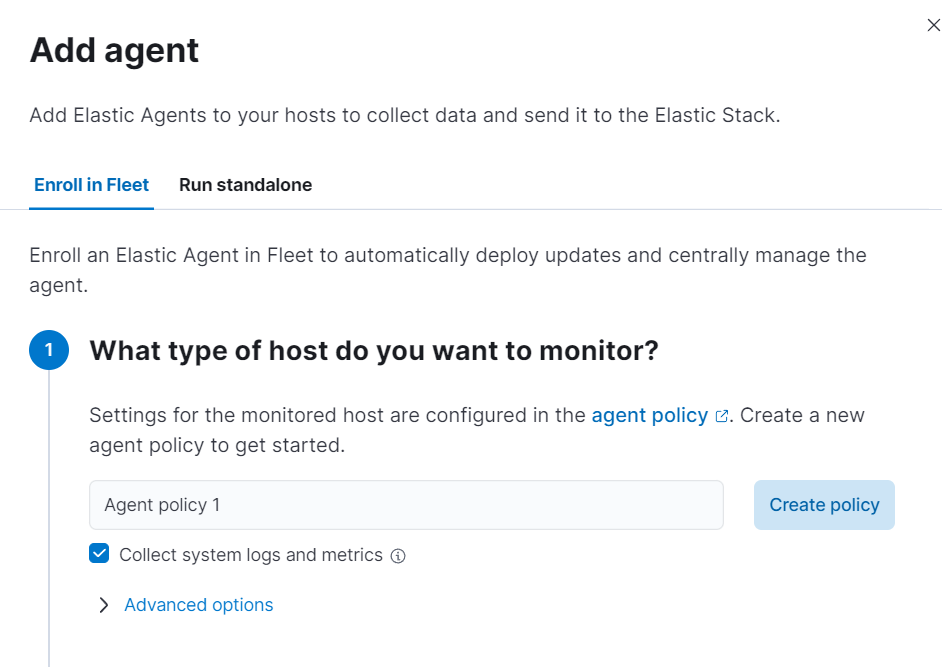 Add agent
Add Elastic Agents to your hosts to collect data and send it to the Elastic Stack.
Enroll in Fleet
Run standalone
Enroll an Elastic Agent in Fleet to automatically deploy updates and centrally manage the
agent.
1
What type of host do you want to monitor?
Settings for the monitored host are configured in the agent policy. Create a new
agent policy to get started.
Agent policy 1
Create policy
Collect system logs and metrics
Advanced options